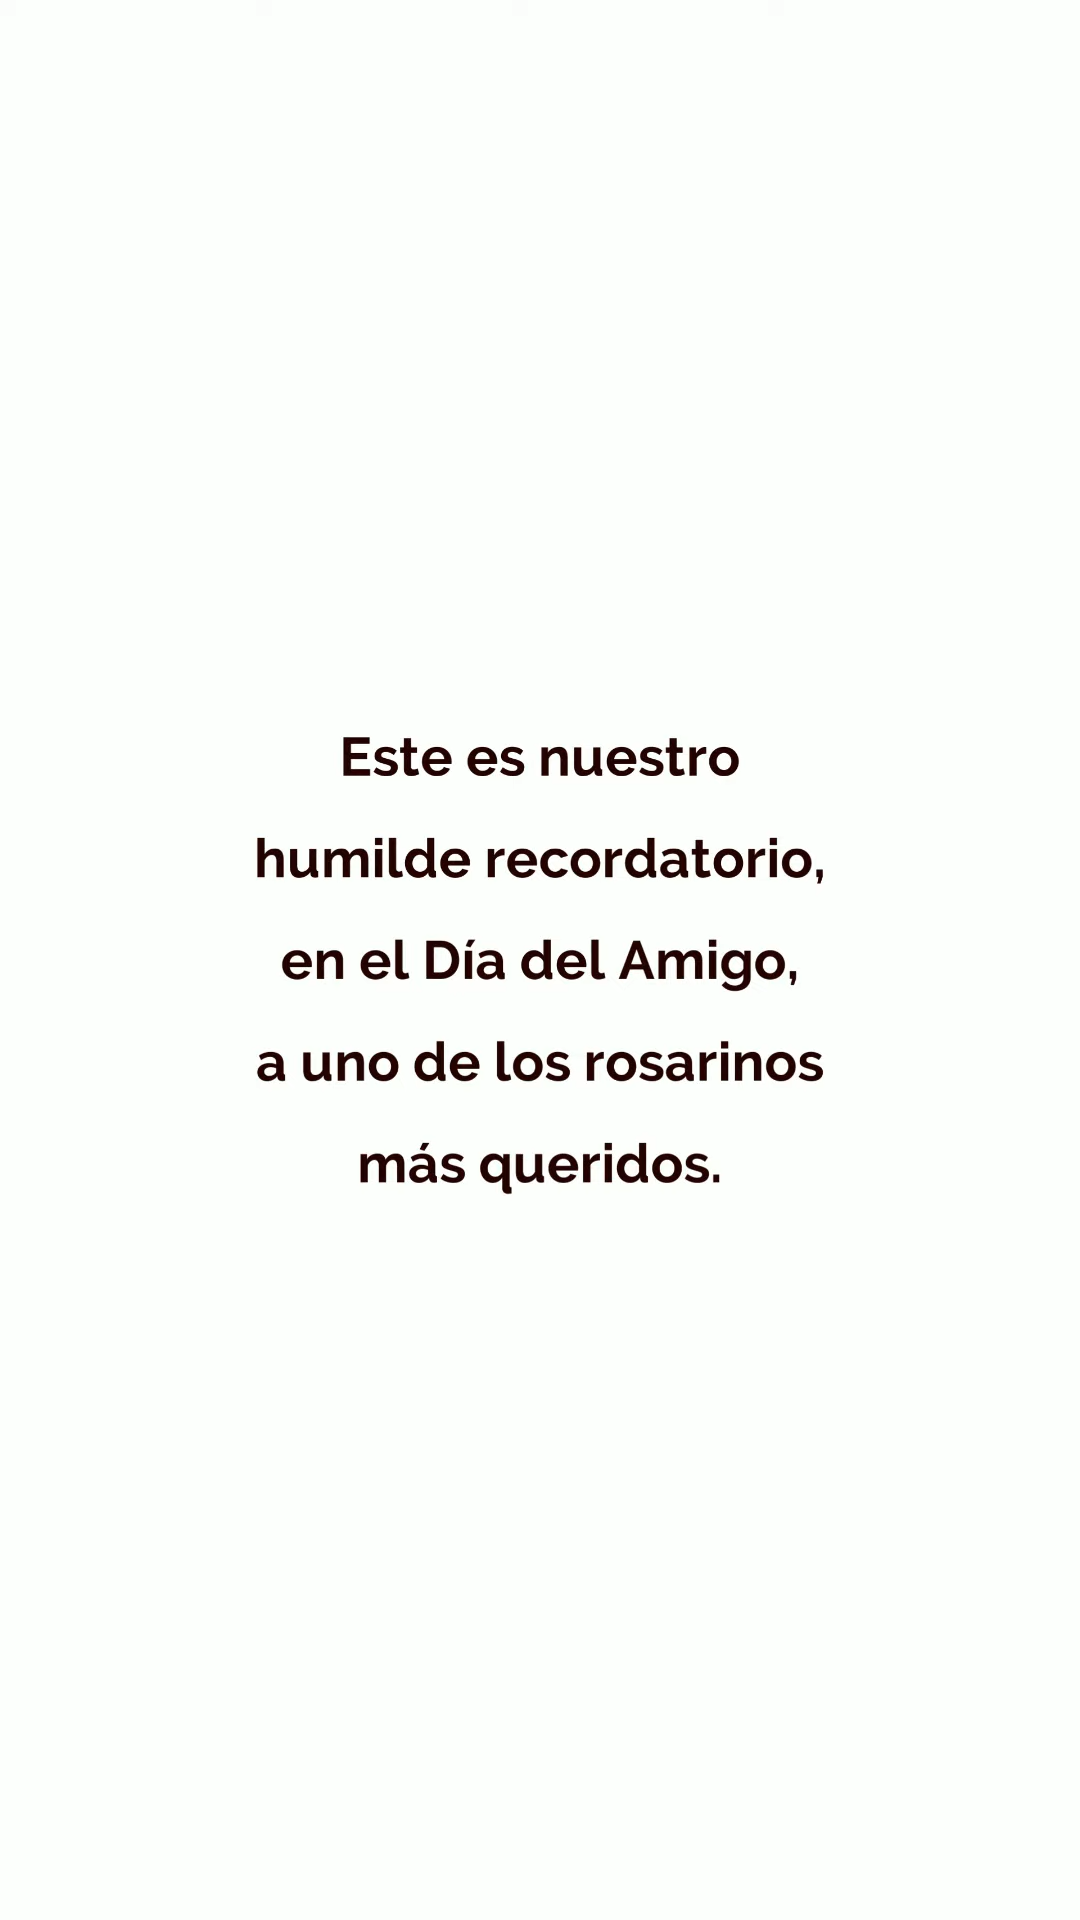 Este es nuestro
humilde recordatorio,
en el Día del Amigo,
a uno de los rosarinos
más queridos.